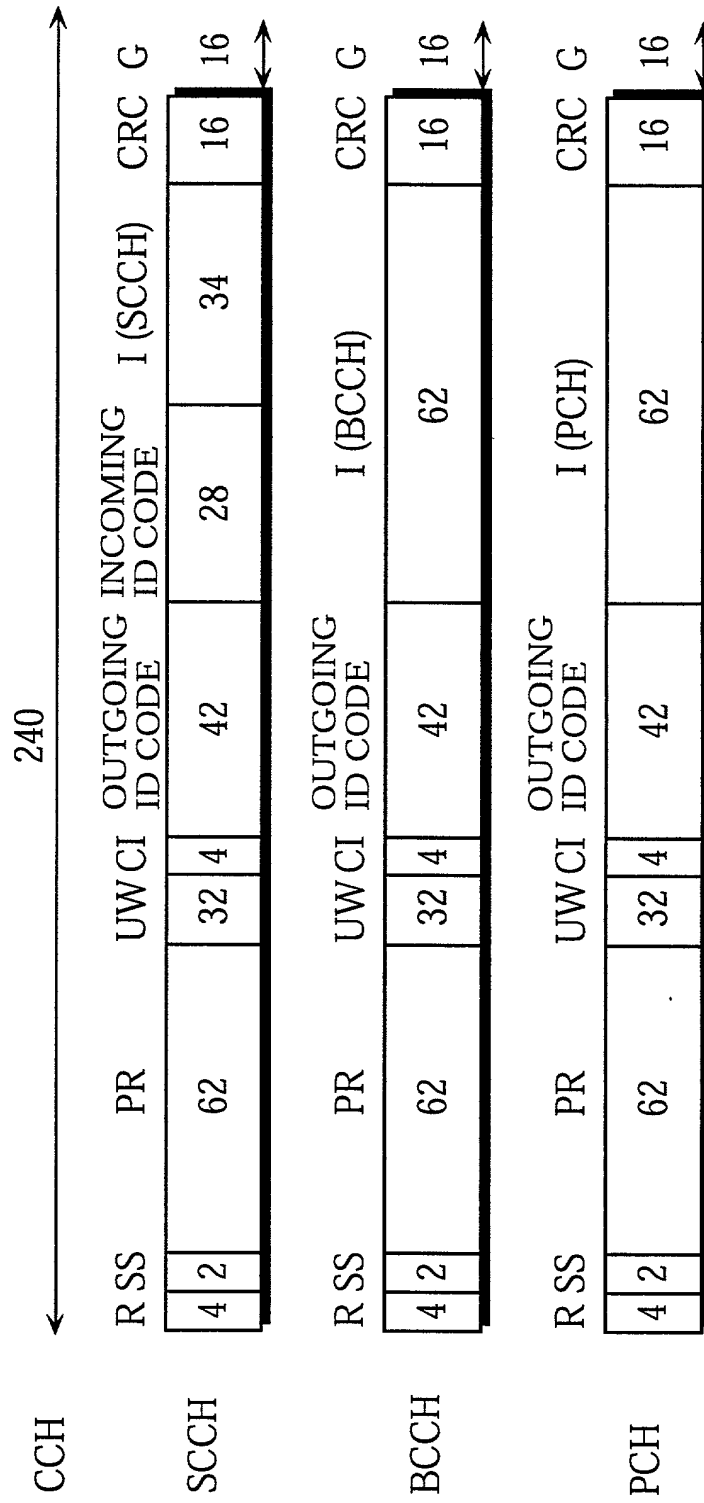 CCH
240
R SS PR UW CI OUTGOING ID CODE INCOMING ID CODE I (SCCH) CRC G
SCCH 4 2 62 32 4 42 28 34 16 16
R SS PR UW CI OUTGOING ID CODE I (BCCH) CRC G
BCCH 4 2 62 32 4 42 62 16 16
R SS PR UW CI OUTGOING ID CODE I (PCH) CRC G
PCH 4 2 62 32 4 42 62 16 16